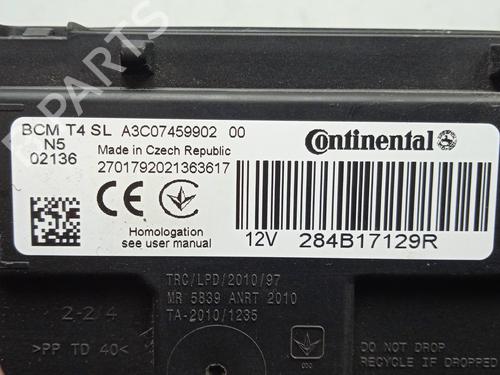 BCM T4 SL A3C07459902 00
N5
02136
Made in Czech Republic
2701792021363617
CE
Homologation
see user manual
Continental
12V 284B17129R
TRC/LPD/2010/97
MR 5839 ANRT 2010
TA-2010/1235
2-2/4
>PP TD 40<
DO NOT DROP
RECYCLE IF DROPPED
PARTS